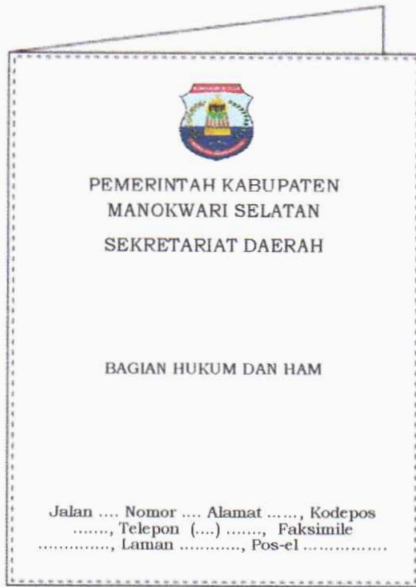 PEMERINTAH KABUPATEN
MANOKWARI SELATAN
SEKRETARIAT DAERAH
BAGIAN HUKUM DAN HAM
Jalan .... Nomor .... Alamat ....., Kodepos
......., Telepon (....) ......., Faksimile
............., Laman ..........., Pos-el ................